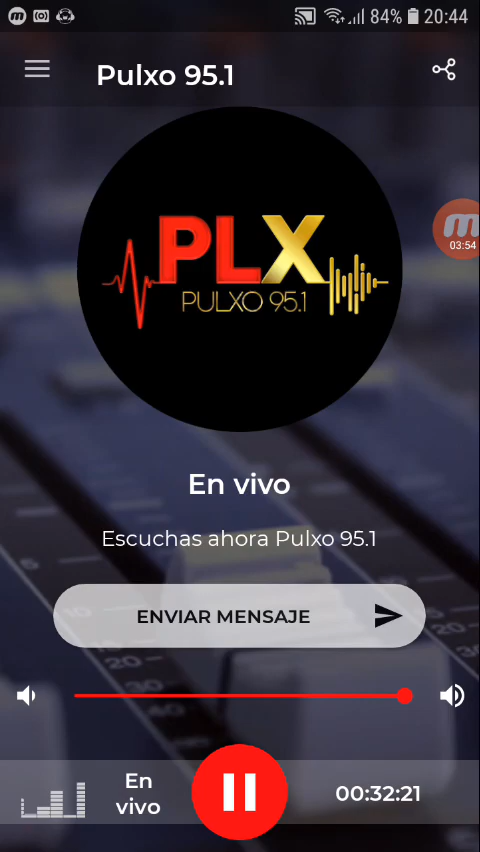 84% 20:44
Pulxo 95.1
03:54
PLX
PULXO 95.1
En vivo
Escuchas ahora Pulxo 95.1
ENVIAR MENSAJE
En
vivo
00:32:21